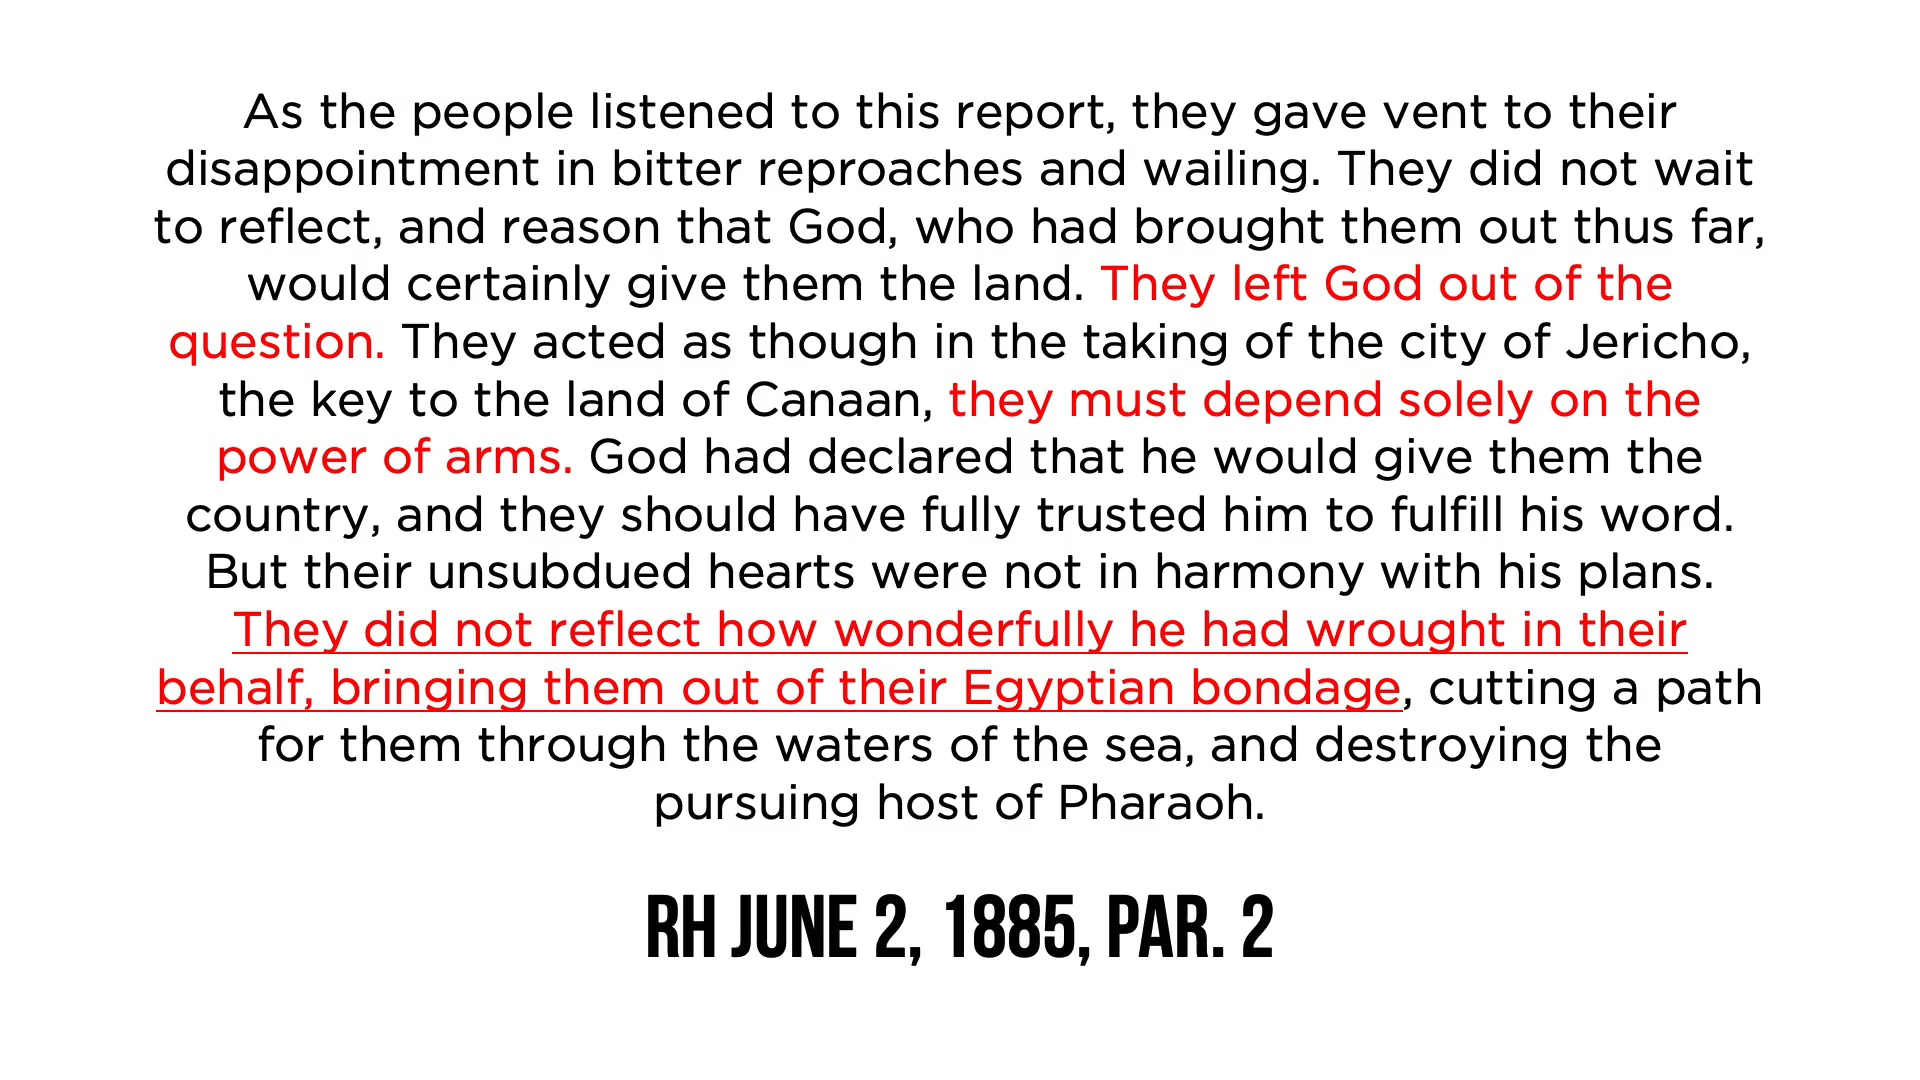 As the people listened to this report, they gave vent to their
disappointment in bitter reproaches and wailing. They did not wait
to reflect, and reason that God, who had brought them out thus far,
would certainly give them the land. They left God out of the
question. They acted as though in the taking of the city of Jericho,
the key to the land of Canaan, they must depend solely on the
power of arms. God had declared that he would give them the
country, and they should have fully trusted him to fulfill his word.
But their unsubdued hearts were not in harmony with his plans.
They did not reflect how wonderfully he had wrought in their
behalf, bringing them out of their Egyptian bondage, cutting a path
for them through the waters of the sea, and destroying the
pursuing host of Pharaoh.
RH JUNE 2, 1885, PAR. 2